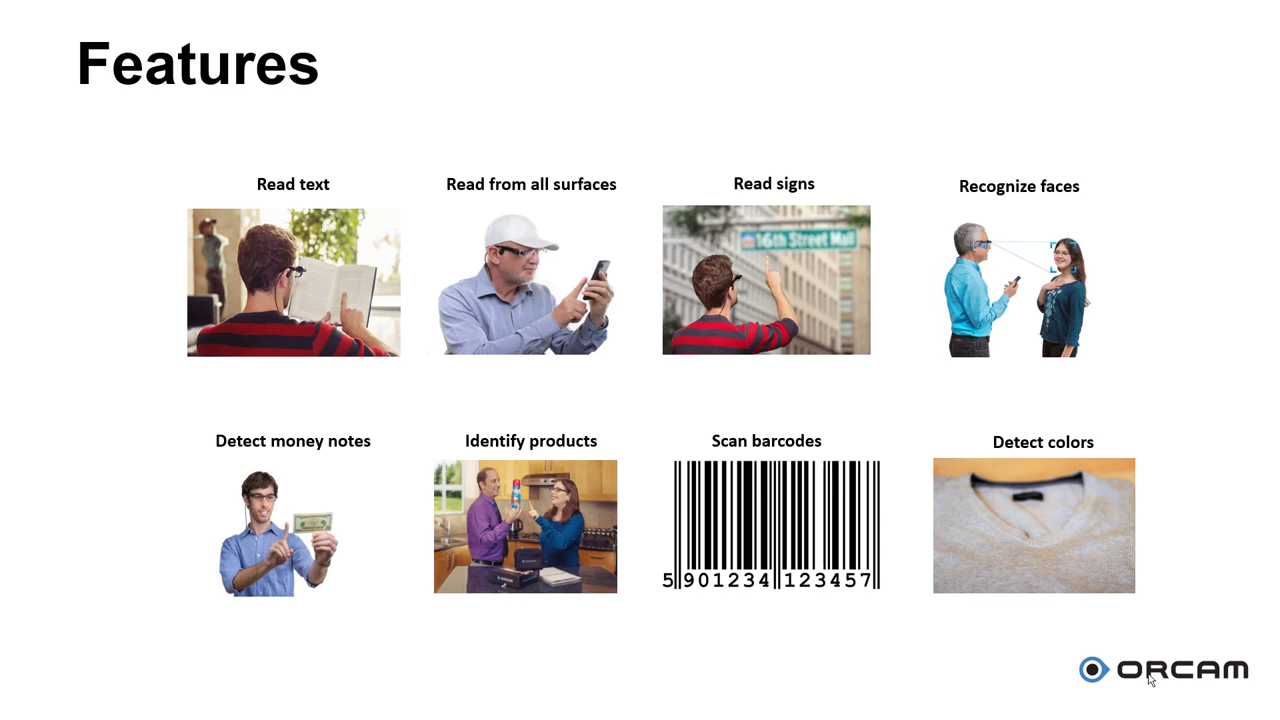 Features
Read text
Read from all surfaces
Read signs
Recognize faces
16th Street Mall
Detect money notes
Identify products
Scan barcodes
Detect colors
5 901234 123457
ORCAM